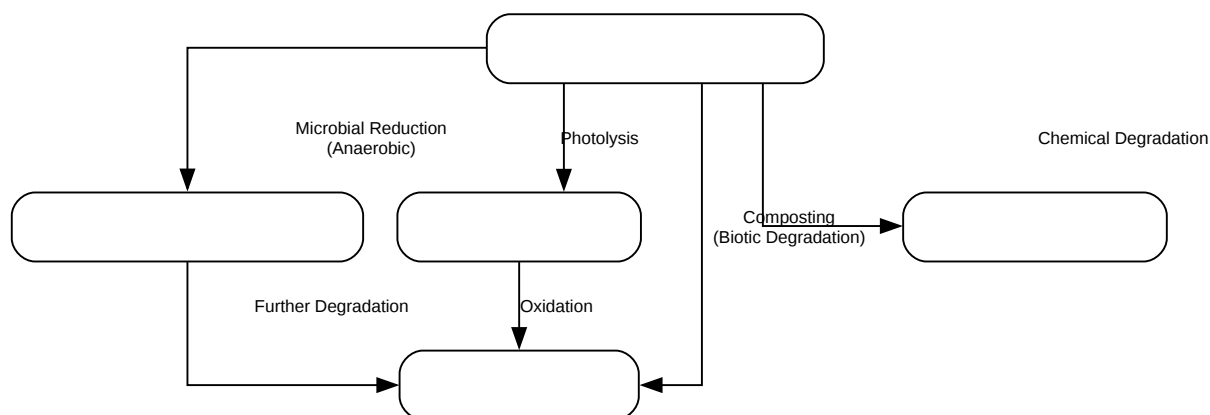 Microbial Reduction
(Anaerobic)
Photolysis
Chemical Degradation
Composting
(Biotic Degradation)
Further Degradation
Oxidation